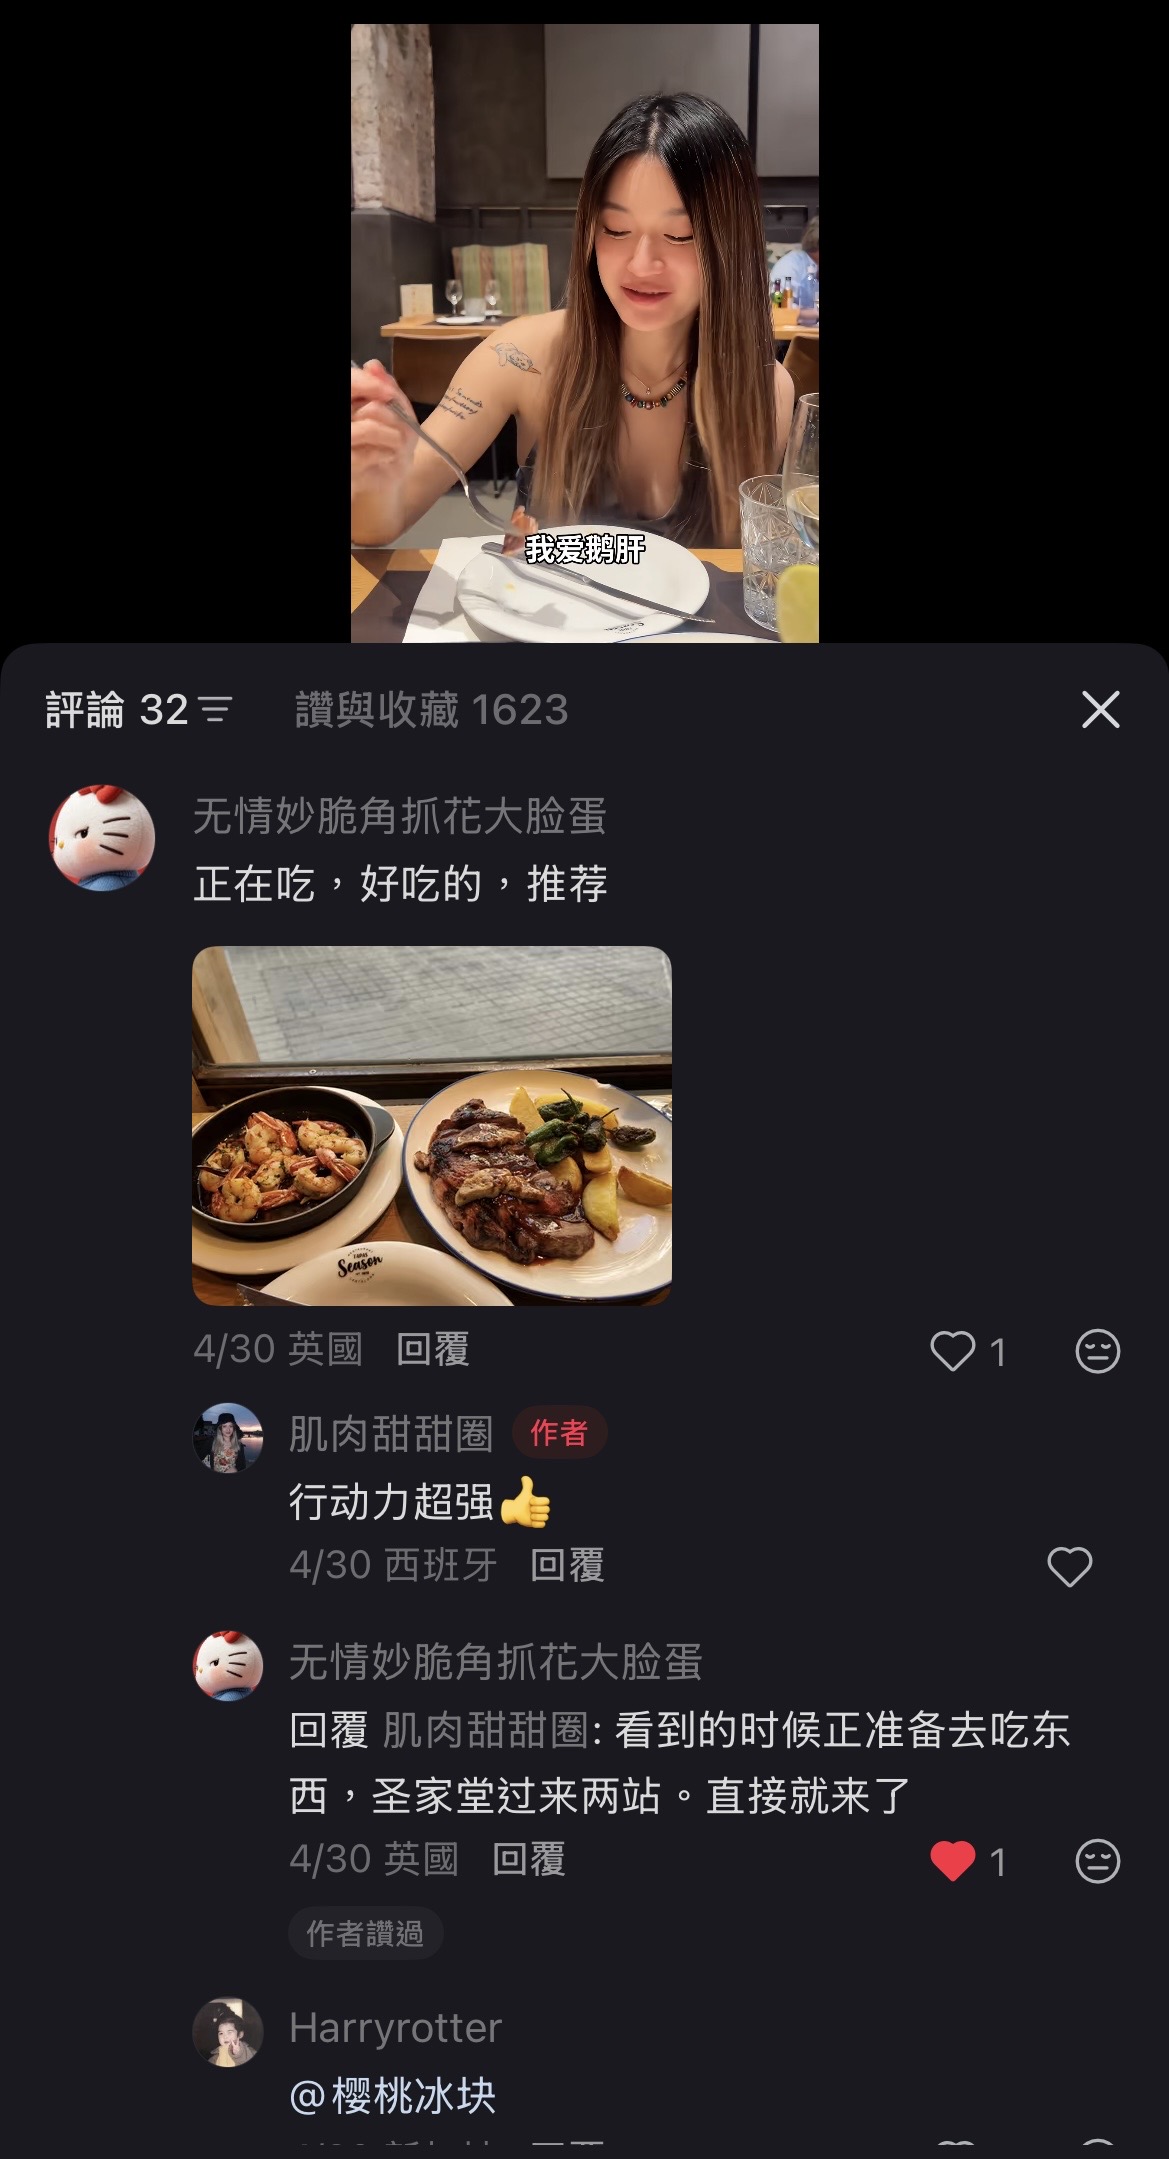 我爱鹅肝
評論 32
讚與收藏 1623
无情妙脆角抓花大脸蛋
正在吃，好吃的，推荐
Season
4/30 英國 回覆
1
肌肉甜甜圈 作者
行动力超强👍
4/30 西班牙 回覆
无情妙脆角抓花大脸蛋
回覆 肌肉甜甜圈: 看到的时候正准备去吃东
西，圣家堂过来两站。直接就来了
4/30 英國 回覆
1
作者讚過
Harryrotter
@樱桃冰块